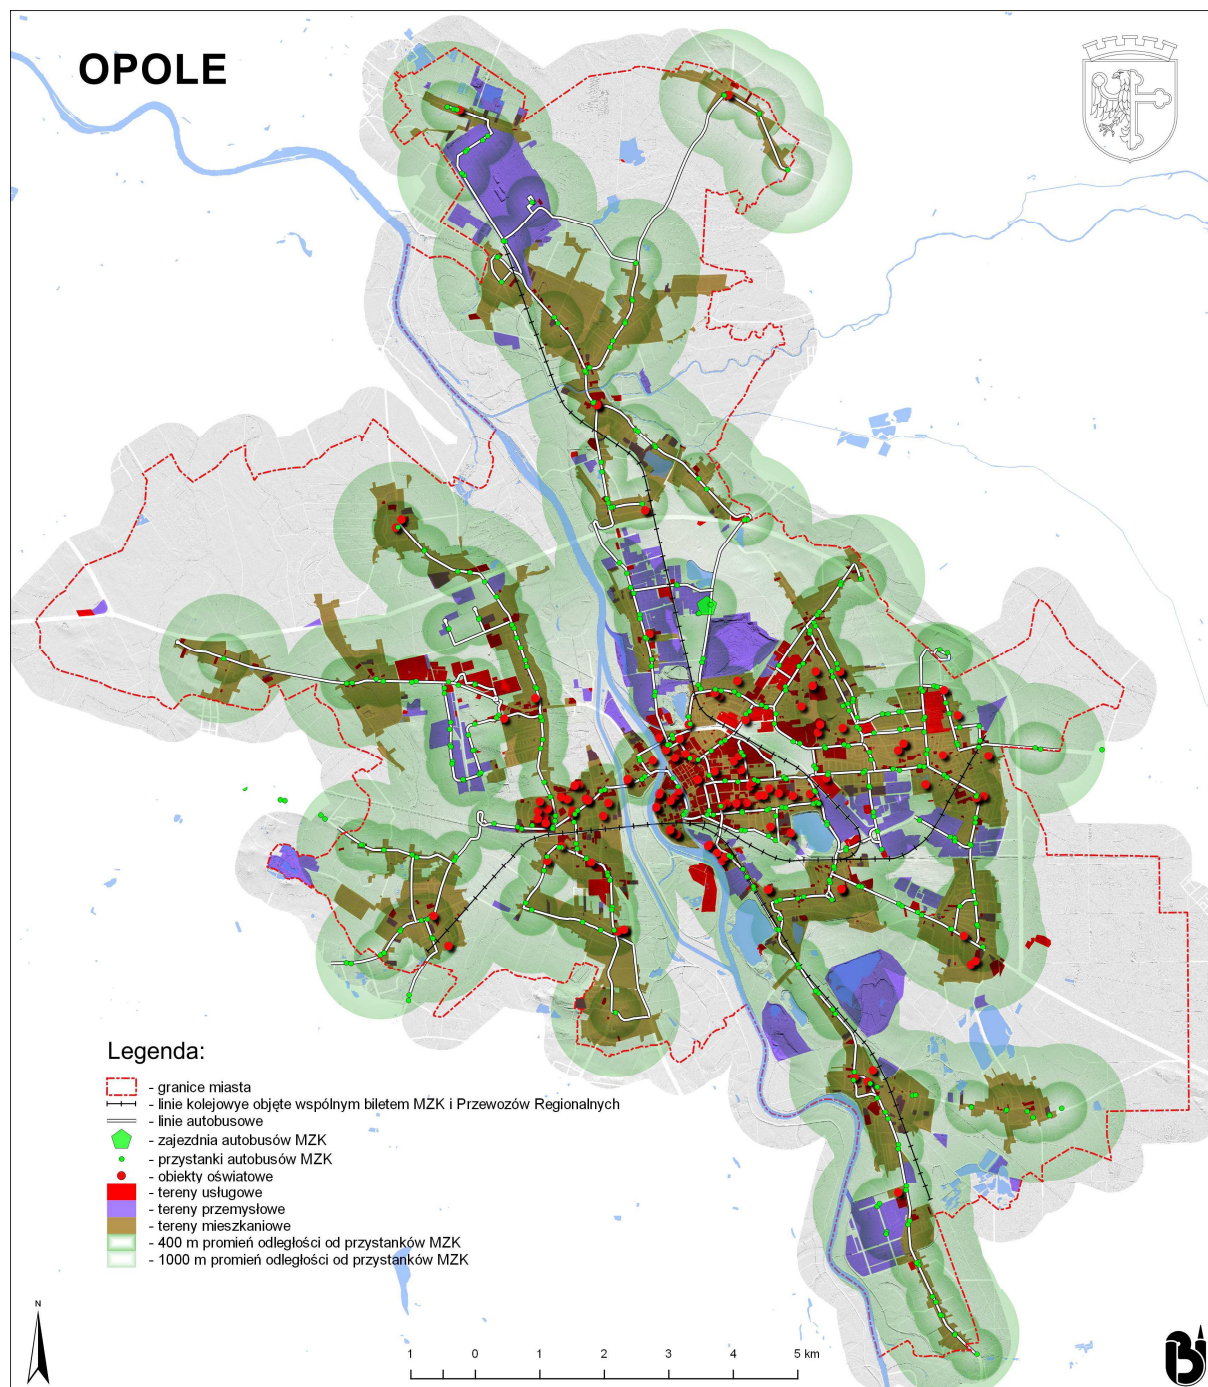 OPOLE
Legenda:
- granice miasta
- linie kolejowye objęte wspólnym biletem MZK i Przewozów Regionalnych
- linie autobusowe
- zajezdnia autobusów MZK
- przystanki autobusów MZK
- obiekty oświatowe
- tereny usługowe
- tereny przemysłowe
- tereny mieszkaniowe
- 400 m promień odległości od przystanków MZK
- 1000 m promień odległości od przystanków MZK
N
1 0 1 2 3 4 5 km